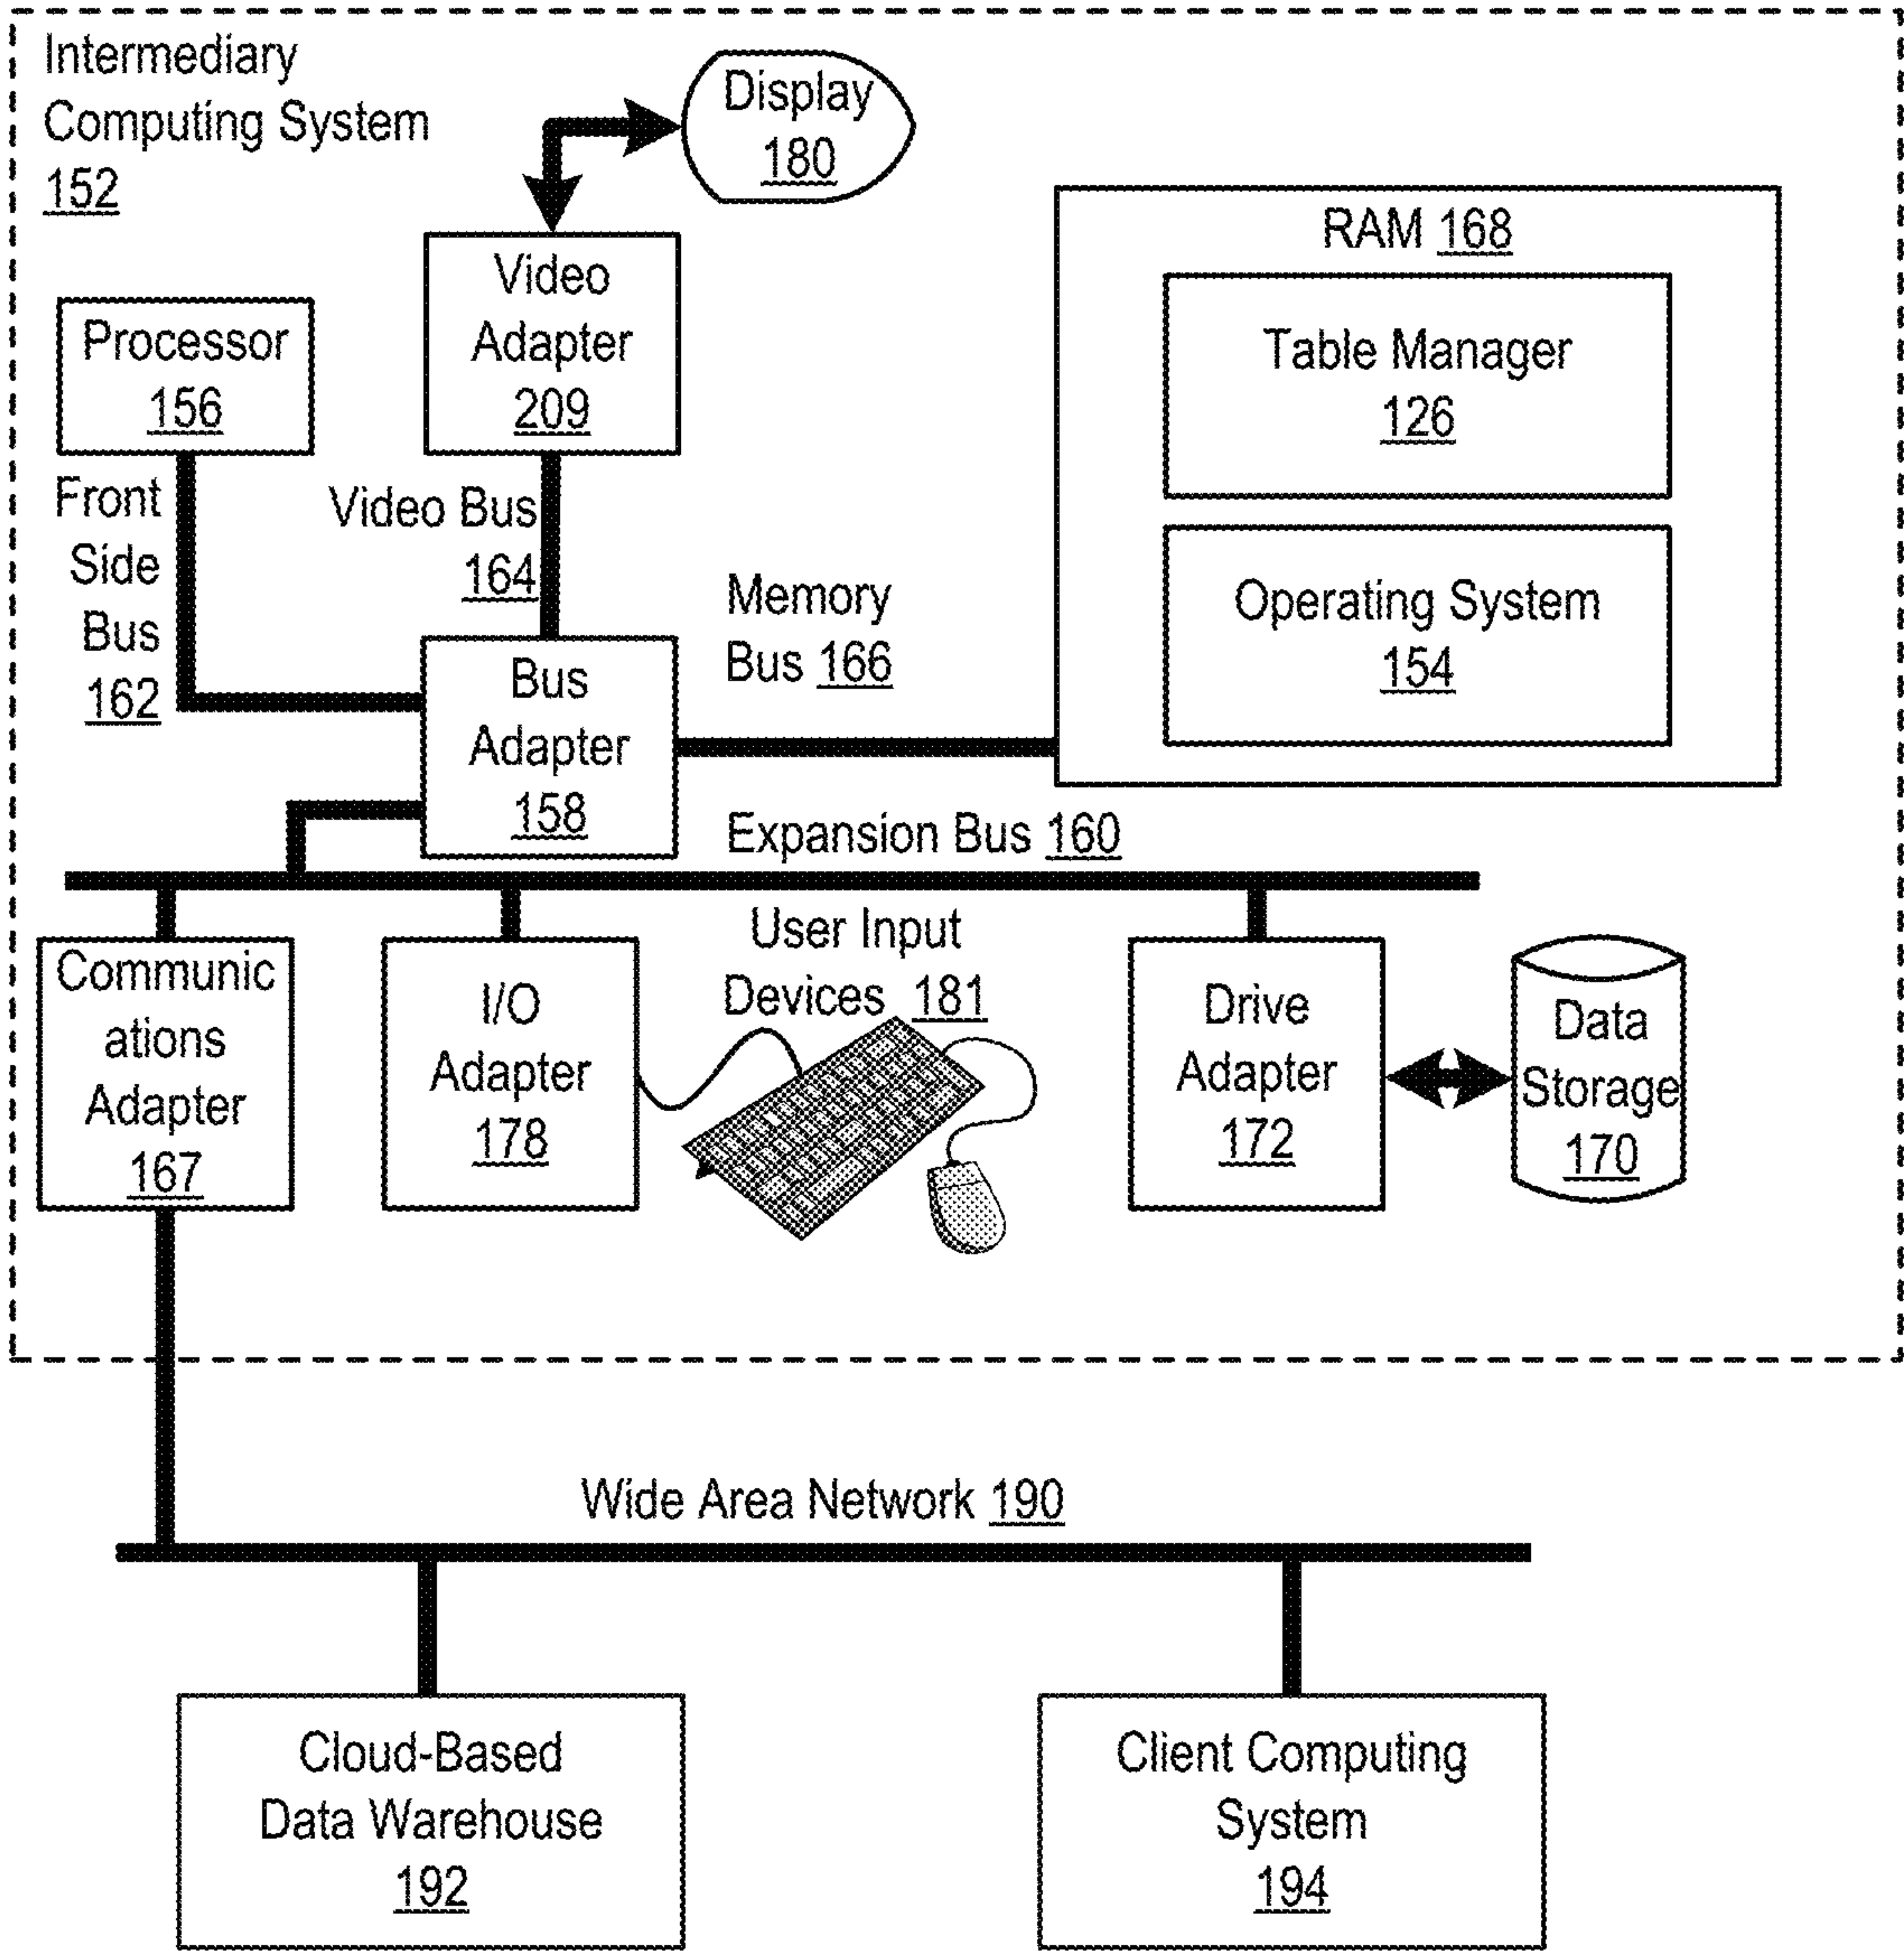 Intermediary
Computing System
152
Display
180
Video
Adapter
209
RAM 168
Table Manager
126
Operating System
154
Processor
156
Front
Side
Bus
162
Video Bus
164
Memory
Bus 166
Bus
Adapter
158
Expansion Bus 160
Communic
ations
Adapter
167
I/O
Adapter
178
User Input
Devices 181
Drive
Adapter
172
Data
Storage
170
Wide Area Network 190
Cloud-Based
Data Warehouse
192
Client Computing
System
194